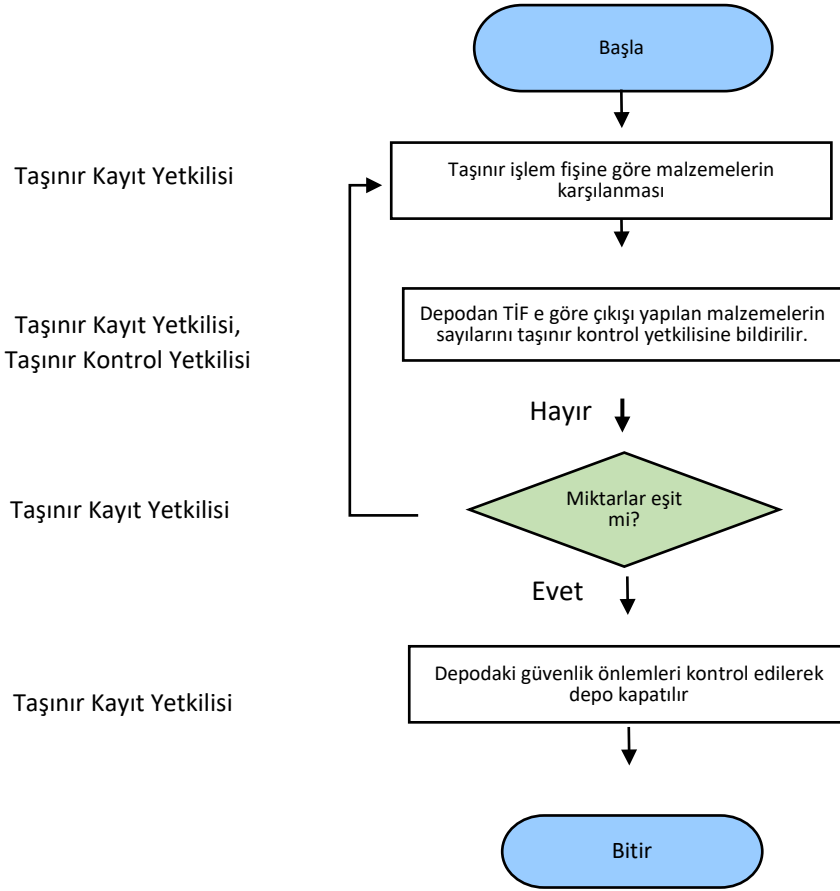 Başla
Taşınır Kayıt Yetkilisi
Taşınır işlem fişine göre malzemelerin
karşılanması
Taşınır Kayıt Yetkilisi,
Taşınır Kontrol Yetkilisi
Depodan TİF e göre çıkışı yapılan malzemelerin
sayılarını taşınır kontrol yetkilisine bildirilir.
Hayır
Taşınır Kayıt Yetkilisi
Miktarlar eşit
mi?
Evet
Taşınır Kayıt Yetkilisi
Depodaki güvenlik önlemleri kontrol edilerek
depo kapatılır
Bitir